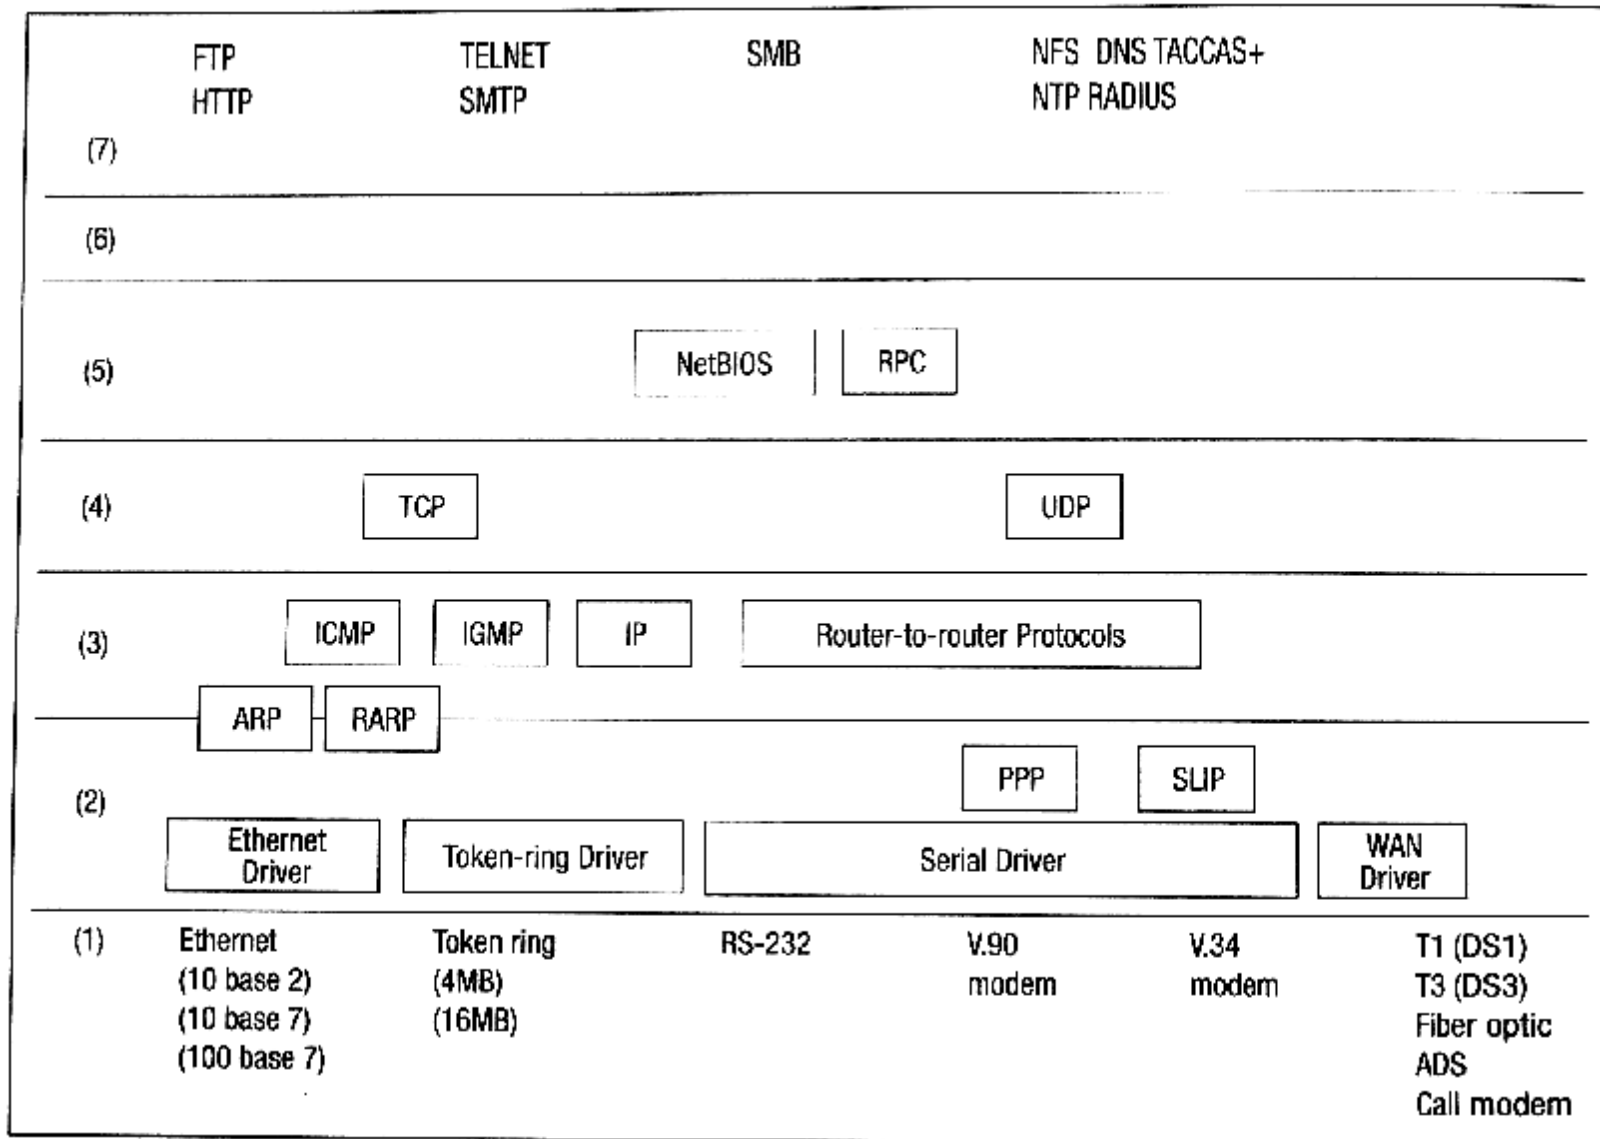 FTP TELNET SMB NFS DNS TACCAS+
HTTP SMTP NTP RADIUS
(7)
(6)
(5) NetBIOS RPC
(4) TCP UDP
(3) ICMP IGMP IP Router-to-router Protocols
ARP RARP
PPP SLIP
(2)
Ethernet
Driver
Token-ring Driver
Serial Driver
WAN
Driver
(1)
Ethernet
(10 base 2)
(10 base 7)
(100 base 7)
Token ring
(4MB)
(16MB)
RS-232
V.90
modem
V.34
modem
T1 (DS1)
T3 (DS3)
Fiber optic
ADS
Call modem